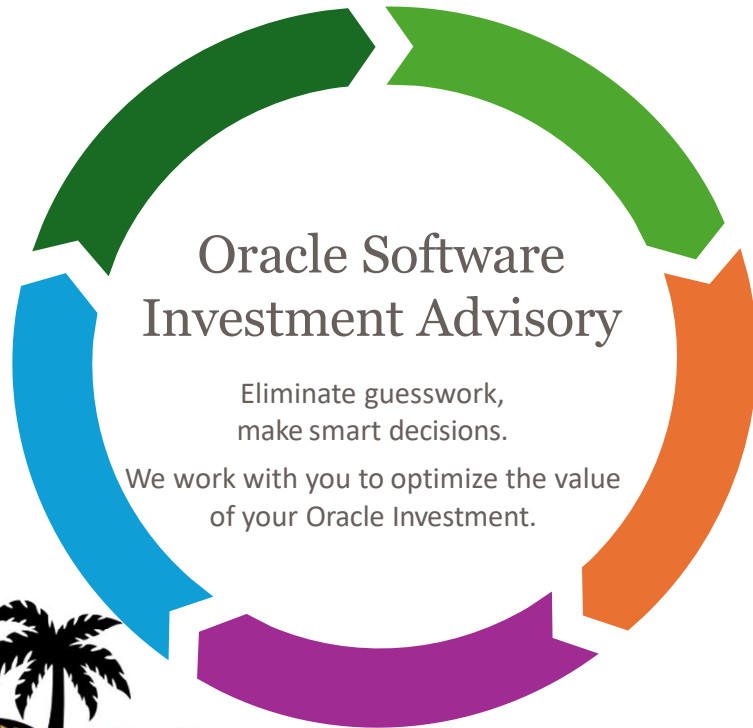 Oracle Software
Investment Advisory
Eliminate guesswork,
make smart decisions.
We work with you to optimize the value
of your Oracle Investment.